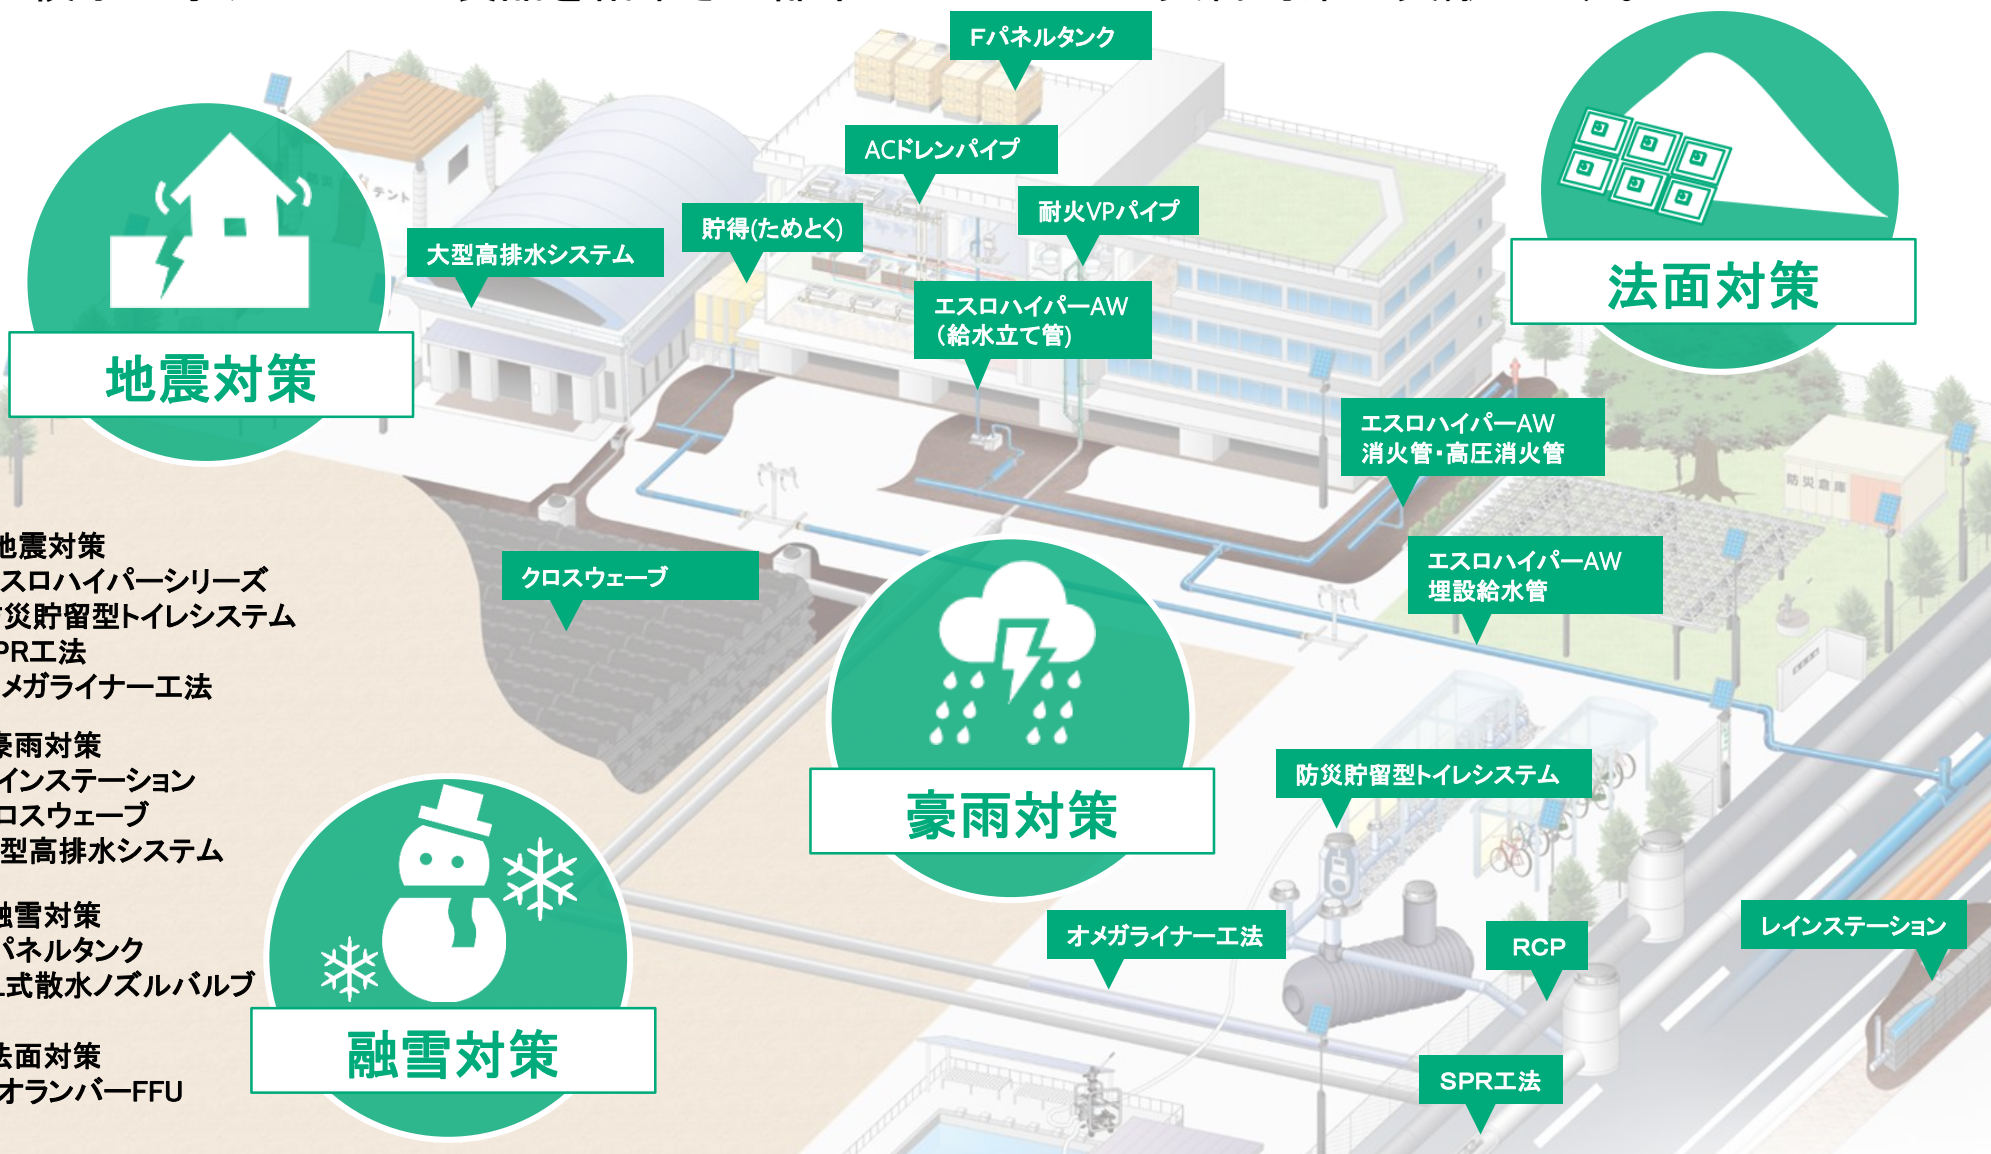 Fパネルタンク
ACドレンパイプ
貯得(ためとく)
耐火VPパイプ
大型高排水システム
エスロハイパーAW
(給水立て管)
法面対策
地震対策
エスロハイパーAW
消火管・高圧消火管
防災倉庫
エスロハイパーAW
埋設給水管
クロスウェーブ
地震対策
スロハイパーシリーズ
災貯留型トイレシステム
PR工法
メガライナー工法
豪雨対策
インステーション
ロスウェーブ
型高排水システム
融雪対策
パネルタンク
式散水ノズルバルブ
法面対策
オランバーFFU
豪雨対策
防災貯留型トイレシステム
融雪対策
オメガライナー工法
RCP
レインステーション
SPR工法